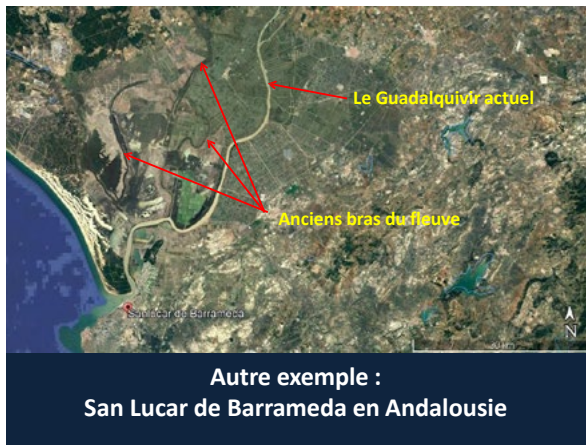 Le Guadalquivir actuel
Anciens bras du fleuve
Sanlúcar de Barrameda
N
Autre exemple :
San Lucar de Barrameda en Andalousie